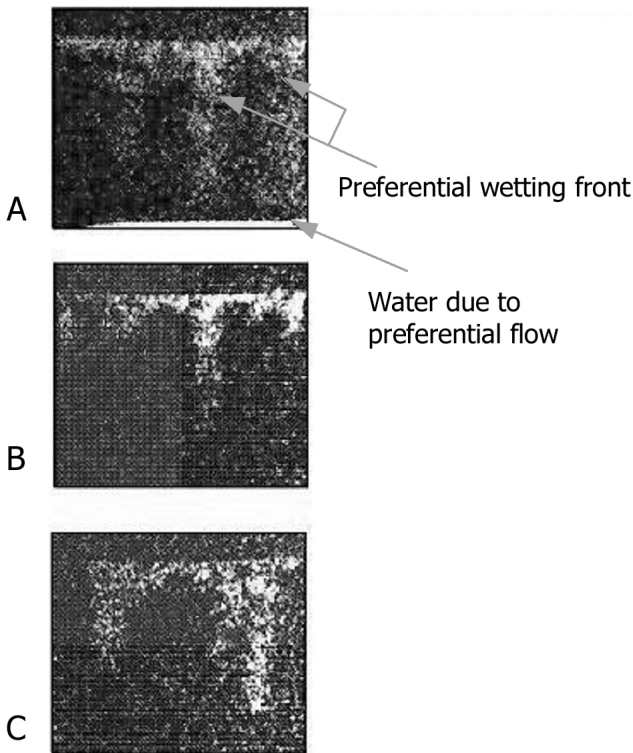 A
Preferential wetting front
Water due to
preferential flow
B
C